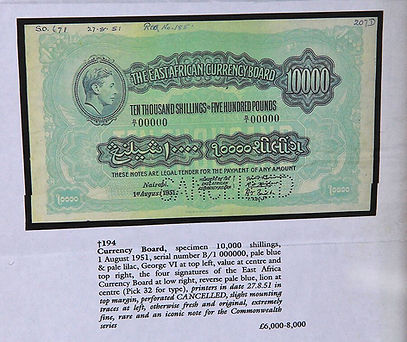 S.O. 671 27-8-51 207D
THE EAST AFRICAN CURRENCY BOARD
10000
TEN THOUSAND SHILLINGS OR FIVE HUNDRED POUNDS
B/1 00000 B/1 00000
THESE NOTES ARE LEGAL TENDER FOR THE PAYMENT OF ANY AMOUNT
Nairobi,
1st August 1951.
CANCELLED
10000 10000
†194
Currency Board, specimen 10,000 shillings,
1 August 1951, serial number B/1 000000, pale blue
& pale lilac, George VI at top left, value at centre and
top right, the four signatures of the East Africa
Currency Board at low right, reverse pale blue, lion at
centre (Pick 32 for type), printers in date 27.8.51 in
top margin, perforated CANCELLED, slight mounting
traces at left, otherwise fresh and original, extremely
fine, rare and an iconic note for the Commonwealth
series £6,000-8,000